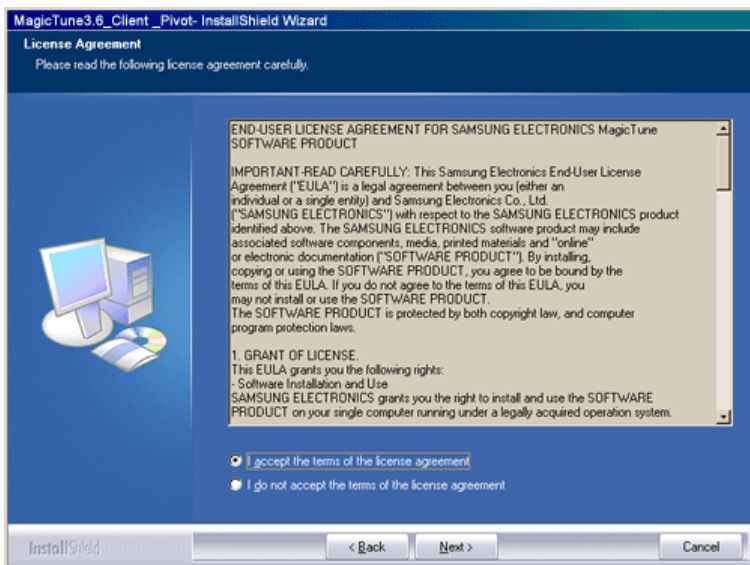 MagicTune3.6_Client _Pivot- InstallShield Wizard
License Agreement
Please read the following license agreement carefully.
END-USER LICENSE AGREEMENT FOR SAMSUNG ELECTRONICS MagicTune
SOFTWARE PRODUCT
IMPORTANT-READ CAREFULLY: This Samsung Electronics End-User License
Agreement ("EULA") is a legal agreement between you (either an
individual or a single entity) and Samsung Electronics Co., Ltd.
("SAMSUNG ELECTRONICS") with respect to the SAMSUNG ELECTRONICS product
identified above. The SAMSUNG ELECTRONICS software product may include
associated software components, media, printed materials and "online"
or electronic documentation ("SOFTWARE PRODUCT"). By installing,
copying or using the SOFTWARE PRODUCT, you agree to be bound by the
terms of this EULA. If you do not agree to the terms of this EULA, you
may not install or use the SOFTWARE PRODUCT.
The SOFTWARE PRODUCT is protected by both copyright law, and computer
program protection laws.
1. GRANT OF LICENSE.
This EULA grants you the following rights:
- Software Installation and Use
SAMSUNG ELECTRONICS grants you the right to install and use the SOFTWARE
PRODUCT on your single computer running under a legally acquired operation system.
I accept the terms of the license agreement
I do not accept the terms of the license agreement
InstallShield
< Back
Next >
Cancel